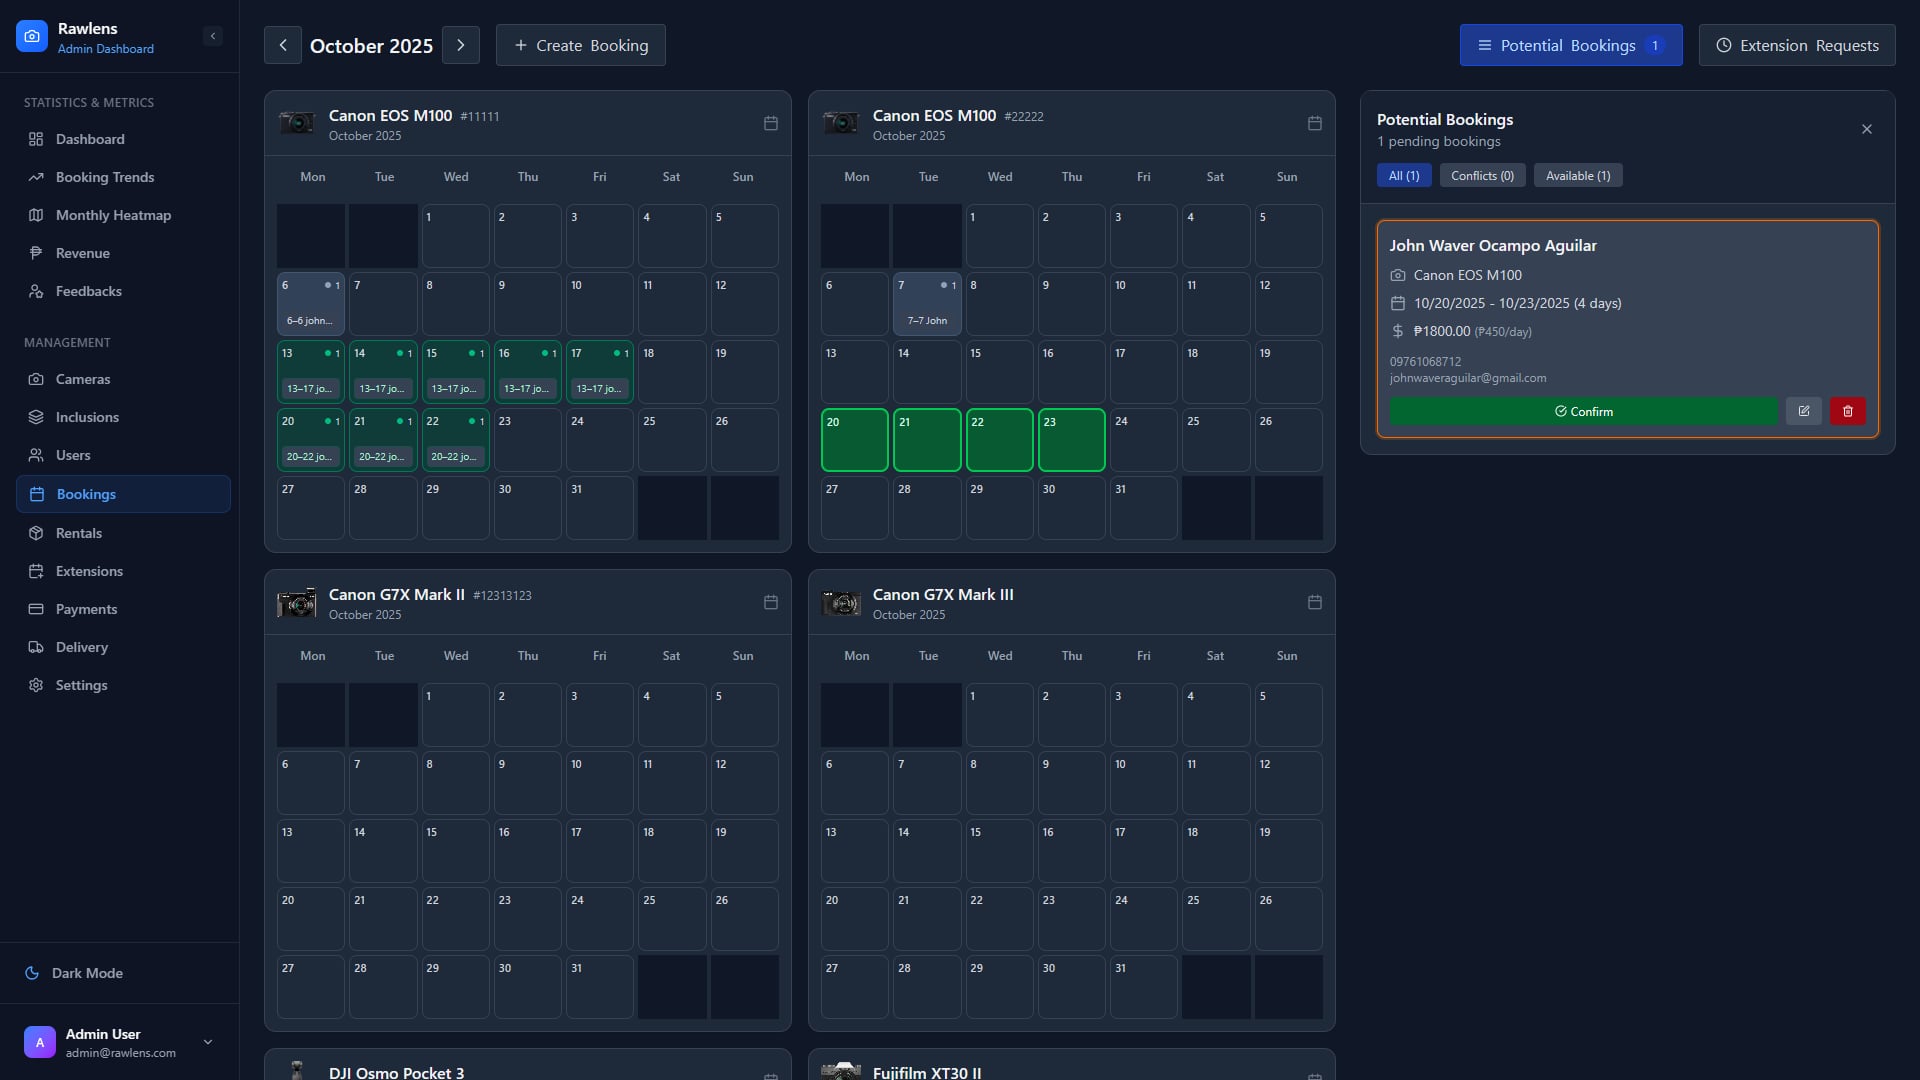 Rawlens
Admin Dashboard
STATISTICS & METRICS
Dashboard
Booking Trends
Monthly Heatmap
Revenue
Feedbacks
MANAGEMENT
Cameras
Inclusions
Users
Bookings
Rentals
Extensions
Payments
Delivery
Settings
Dark Mode
A
Admin User
admin@rawlens.com
October 2025
Create Booking
Potential Bookings 1
Extension Requests
Canon EOS M100 #11111
October 2025
Mon Tue Wed Thu Fri Sat Sun
1 2 3 4 5
6 1 7 8 9 10 11 12
6–6 john...
13 1 14 1 15 1 16 1 17 1 18 19
13–17 jo... 13–17 jo... 13–17 jo... 13–17 jo... 13–17 jo...
20 1 21 1 22 1 23 24 25 26
20–22 jo... 20–22 jo... 20–22 jo...
27 28 29 30 31
Canon EOS M100 #22222
October 2025
Mon Tue Wed Thu Fri Sat Sun
1 2 3 4 5
6 7 1 8 9 10 11 12
7–7 John
13 14 15 16 17 18 19
20 21 22 23 24 25 26
27 28 29 30 31
Canon G7X Mark II #12313123
October 2025
Mon Tue Wed Thu Fri Sat Sun
1 2 3 4 5
6 7 8 9 10 11 12
13 14 15 16 17 18 19
20 21 22 23 24 25 26
27 28 29 30 31
Canon G7X Mark III
October 2025
Mon Tue Wed Thu Fri Sat Sun
1 2 3 4 5
6 7 8 9 10 11 12
13 14 15 16 17 18 19
20 21 22 23 24 25 26
27 28 29 30 31
DJI Osmo Pocket 3
Fujifilm XT30 II
Potential Bookings
1 pending bookings
All (1) Conflicts (0) Available (1)
John Waver Ocampo Aguilar
Canon EOS M100
10/20/2025 - 10/23/2025 (4 days)
₱1800.00 (₱450/day)
09761068712
johnwaveraguilar@gmail.com
Confirm